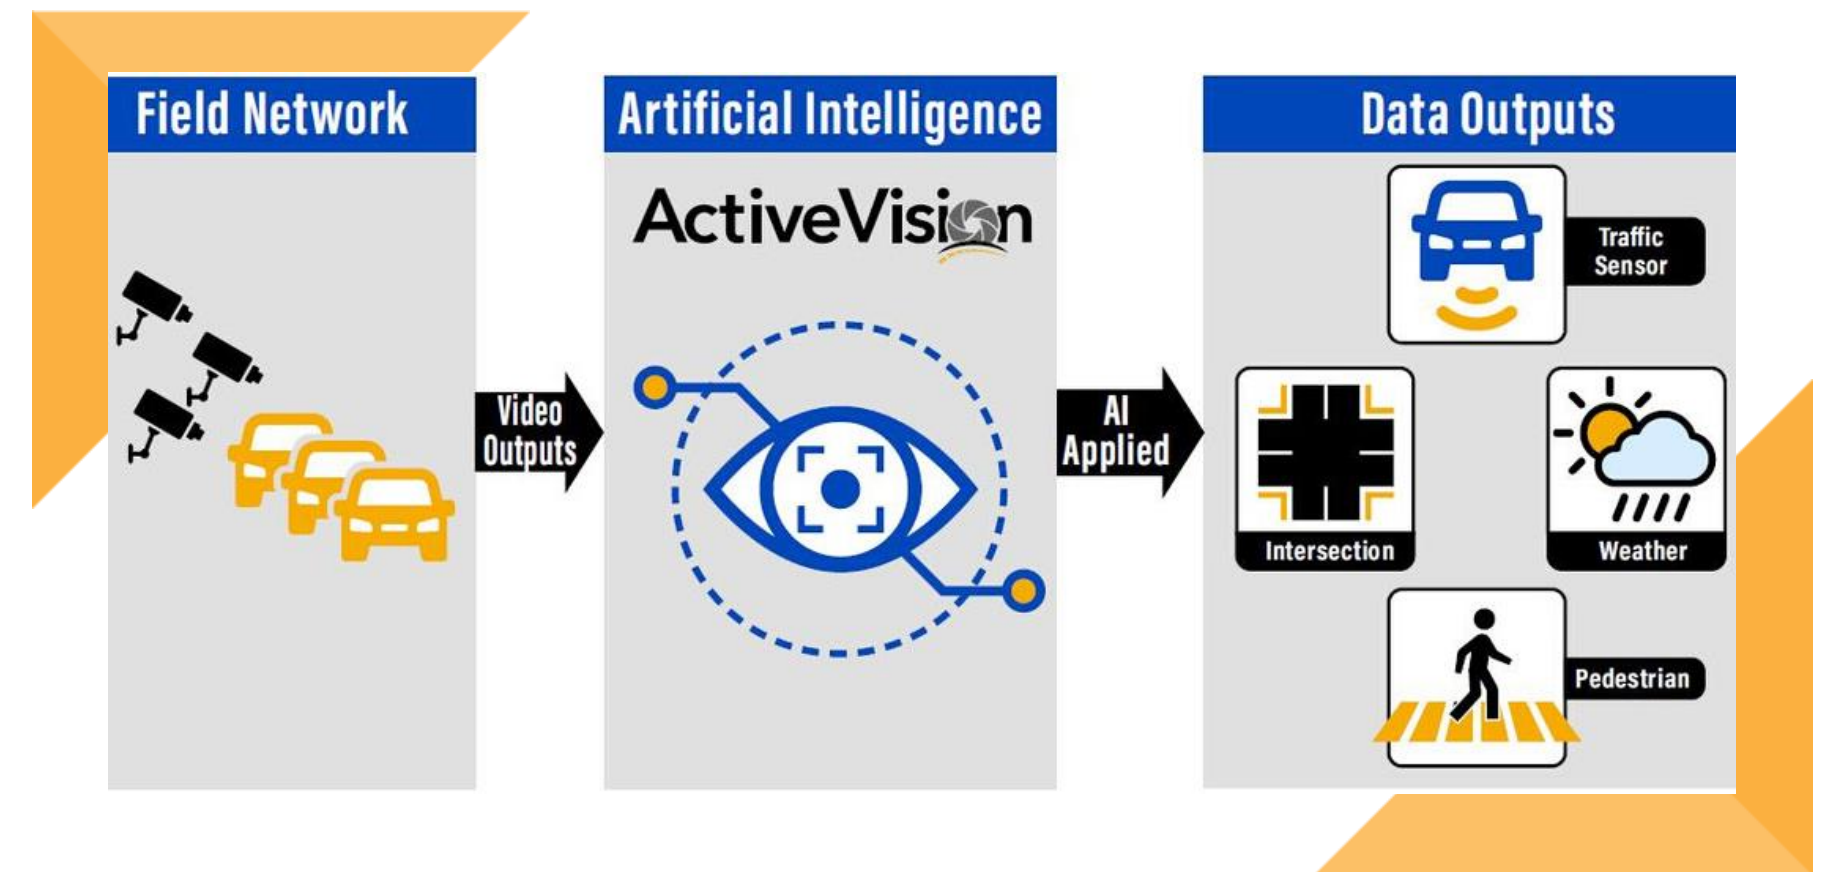 Field Network
Video
Outputs
Artificial Intelligence
ActiveVision
AI
Applied
Data Outputs
Traffic
Sensor
Intersection
Weather
Pedestrian